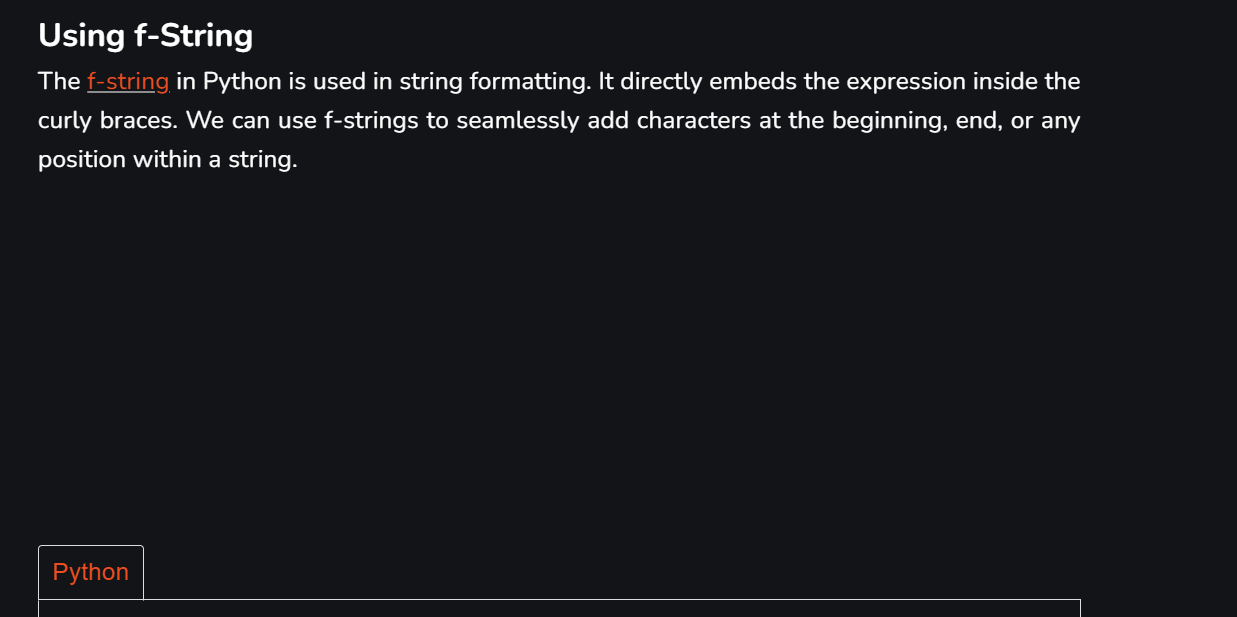 Using f-String
The f-string in Python is used in string formatting. It directly embeds the expression inside the
curly braces. We can use f-strings to seamlessly add characters at the beginning, end, or any
position within a string.
Python